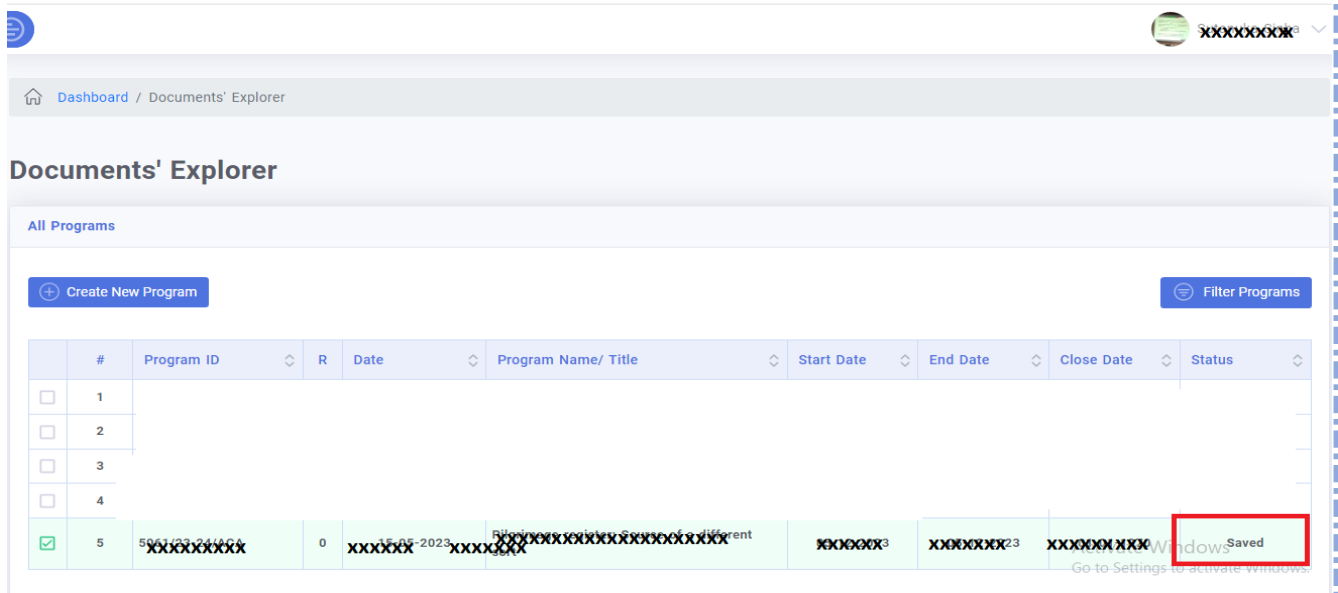 xxxxxxxxx
Dashboard / Documents' Explorer
Documents' Explorer
All Programs
Create New Program
Filter Programs
# Program ID R Date Program Name/ Title Start Date End Date Close Date Status
1
2
3
4
5 0 Saved
Activate Windows
Go to Settings to activate Windows.